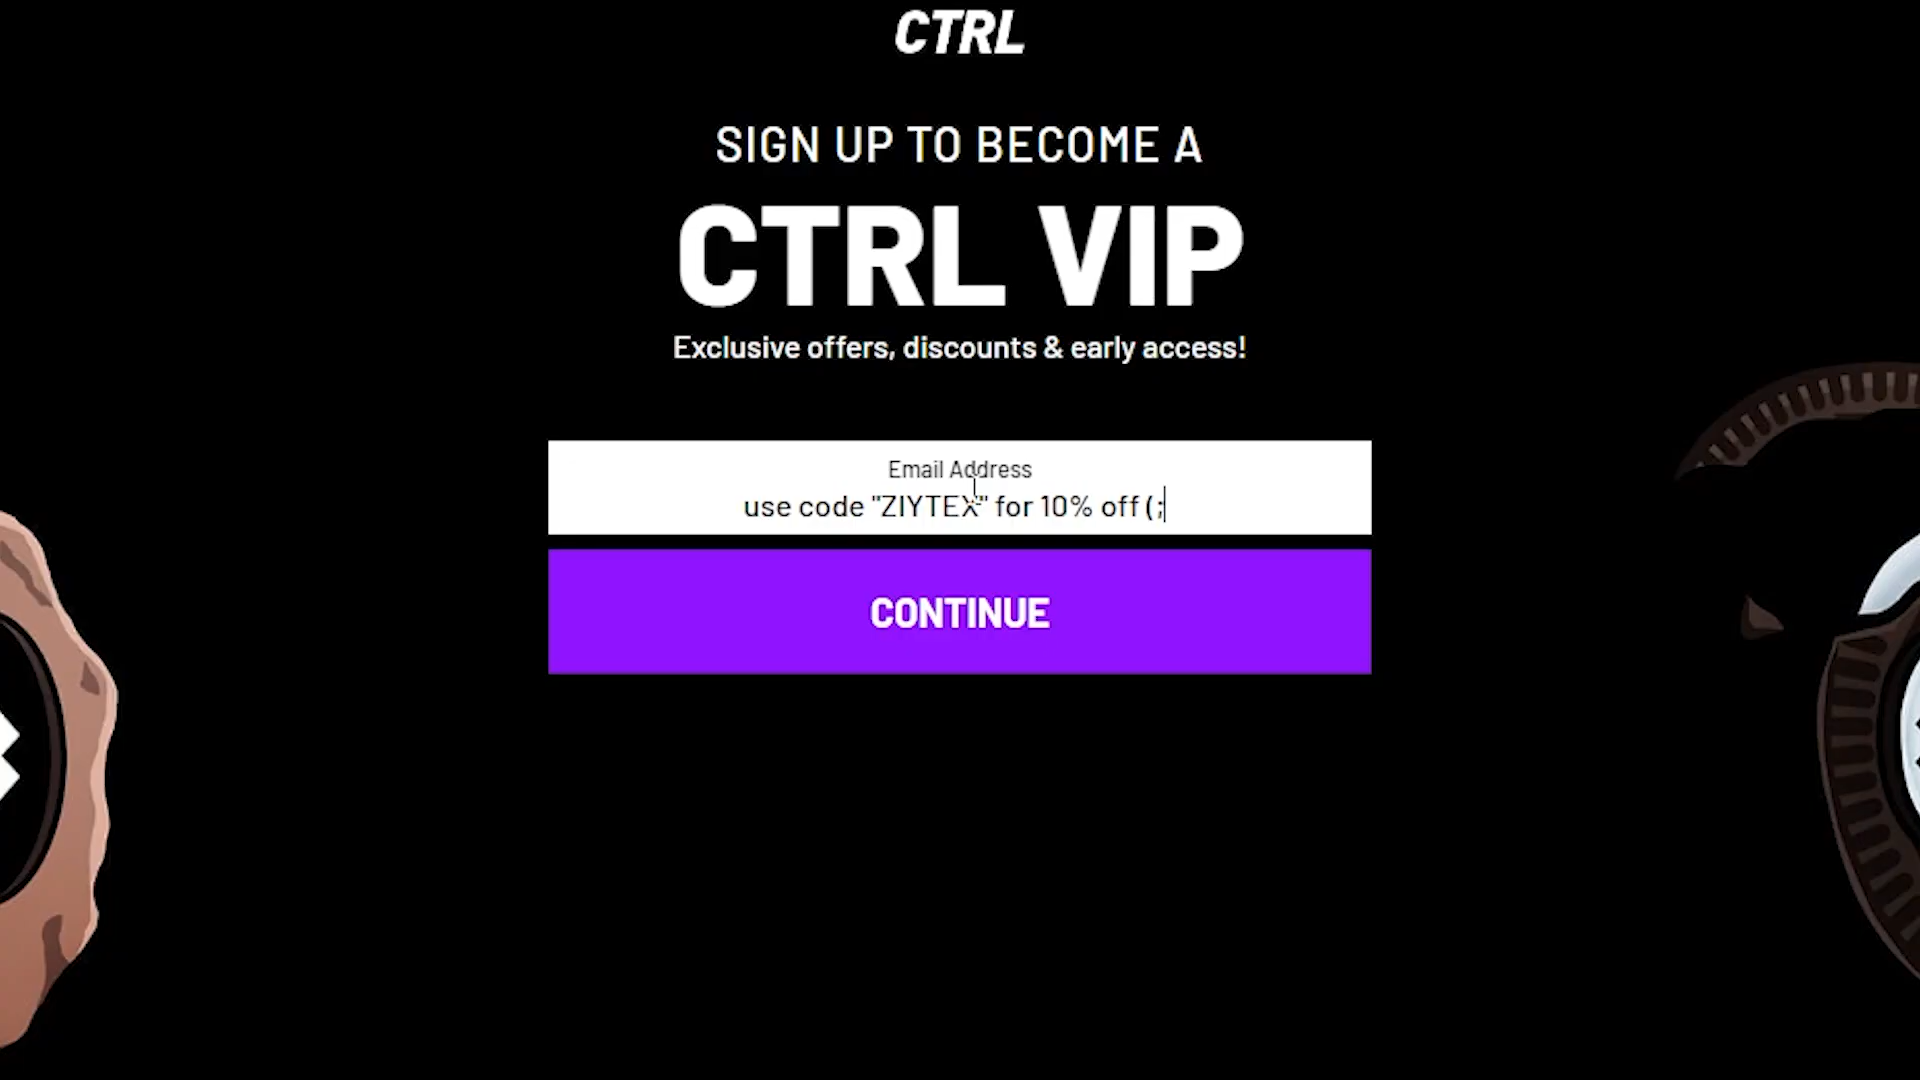 CTRL
SIGN UP TO BECOME A
CTRL VIP
Exclusive offers, discounts & early access!
Email Address
use code "ZIYTEX" for 10% off (;
CONTINUE